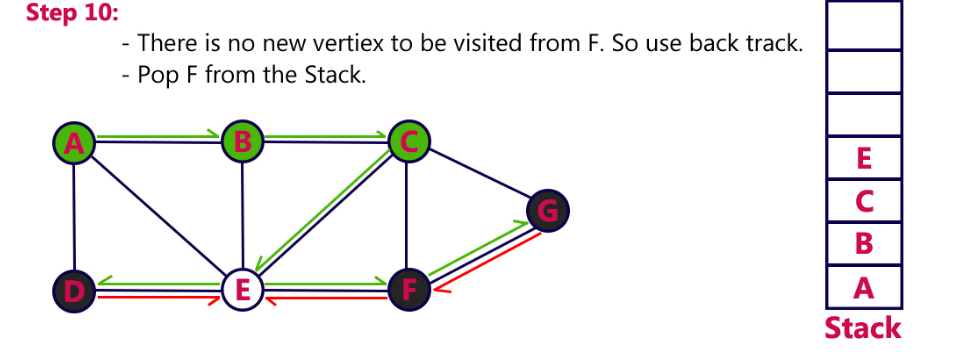 Step 10:
- There is no new vertiex to be visited from F. So use back track.
- Pop F from the Stack.
A B C
G
D E F
E
C
B
A
Stack